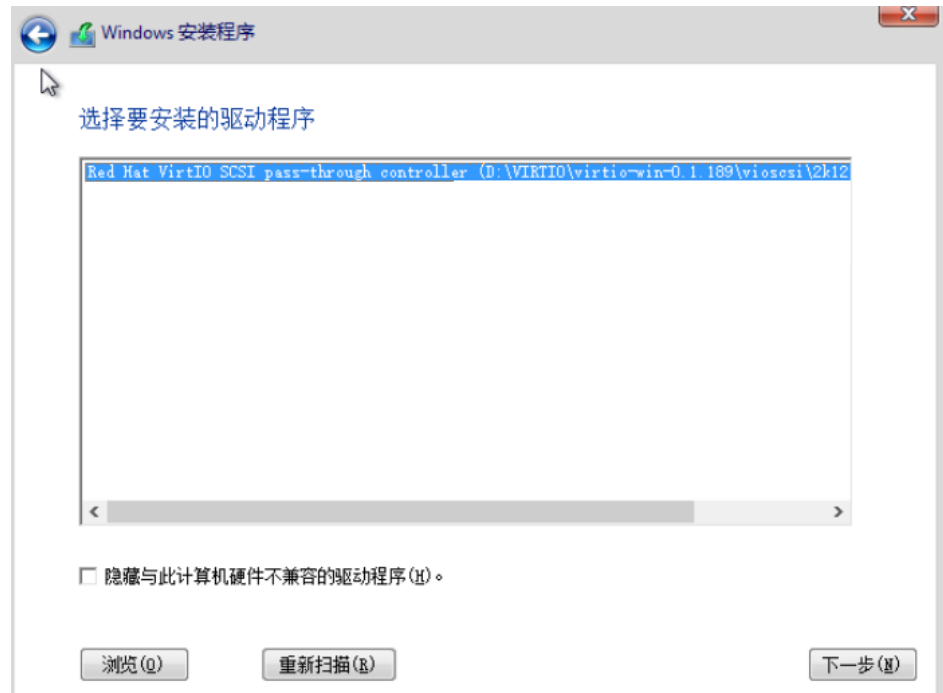 Windows 安装程序
选择要安装的驱动程序
Red Hat VirtIO SCSI pass-through controller (D:\VIRTIO\virtio-win-0.1.189\vioscsi\2k12
隐藏与此计算机硬件不兼容的驱动程序(H)。
浏览(O)
重新扫描(R)
下一步(N)